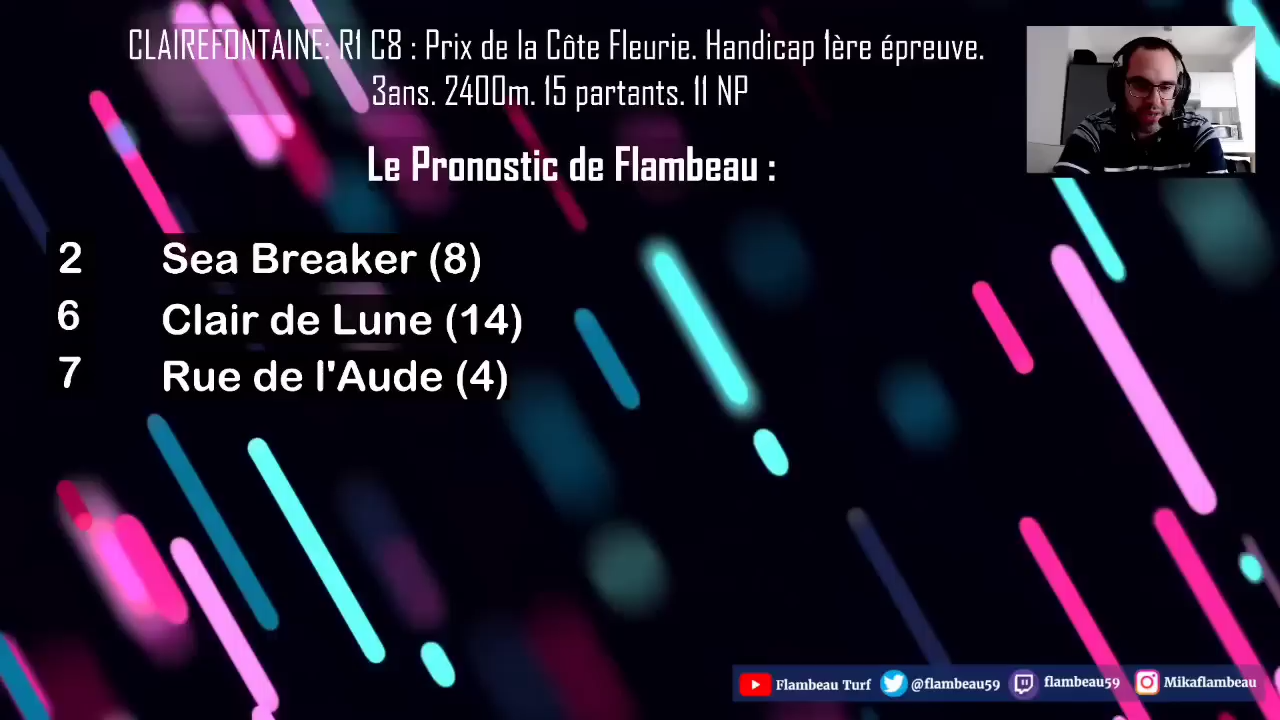 CLAIREFONTAINE: R1 C8 : Prix de la Côte Fleurie. Handicap 1ère épreuve.
3ans. 2400m. 15 partants. 11 NP
Le Pronostic de Flambeau :
2 Sea Breaker (8)
6 Clair de Lune (14)
7 Rue de l'Aude (4)
Flambeau Turf @flambeau59 flambeau59 Mikaflambeau